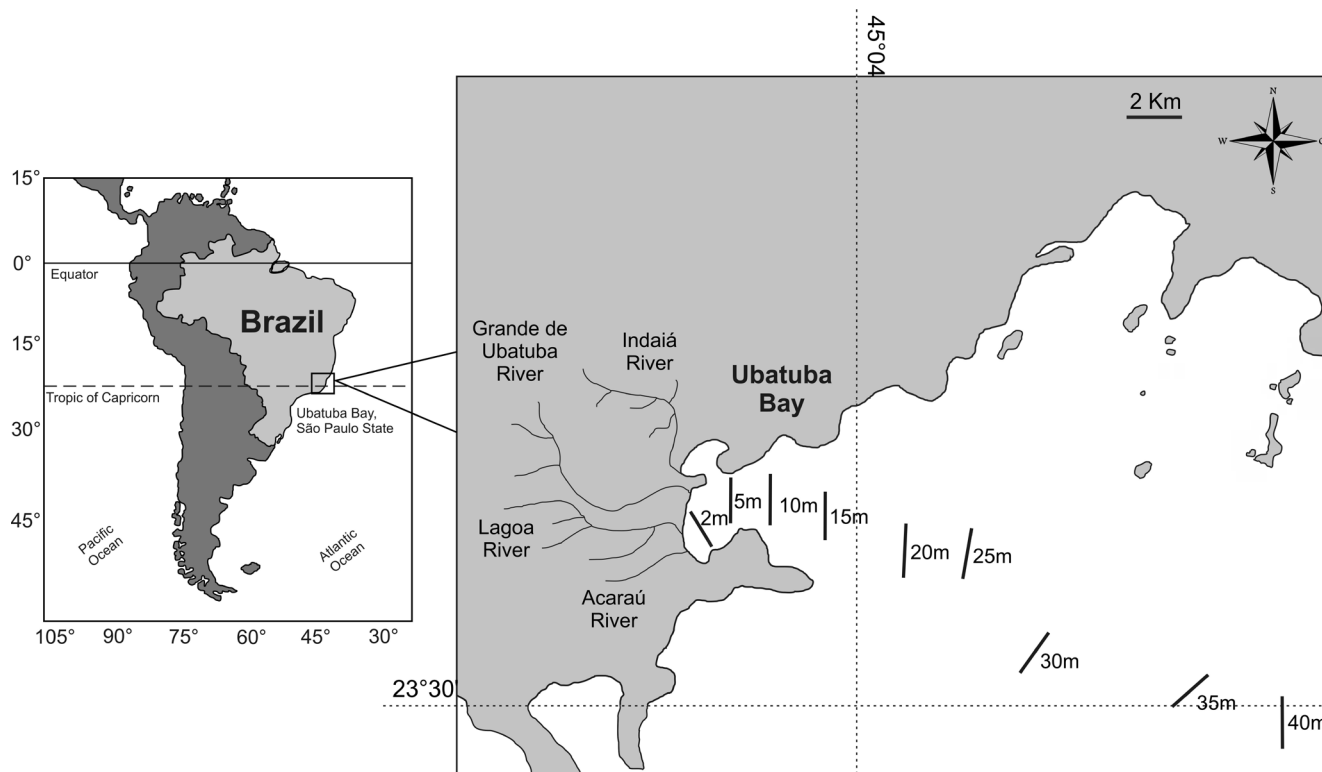 45°04
2 Km
N
W
S
15°
0°
Equator
Brazil
15°
Tropic of Capricorn
Ubatuba Bay,
São Paulo State
30°
45°
Pacific
Ocean
Atlantic
Ocean
105°
90°
75°
60°
45°
30°
Grande de
Ubatuba
River
Indaiá
River
Ubatuba
Bay
Lagoa
River
Acaraú
River
2m
5m
10m
15m
20m
25m
30m
35m
40m
23°30'